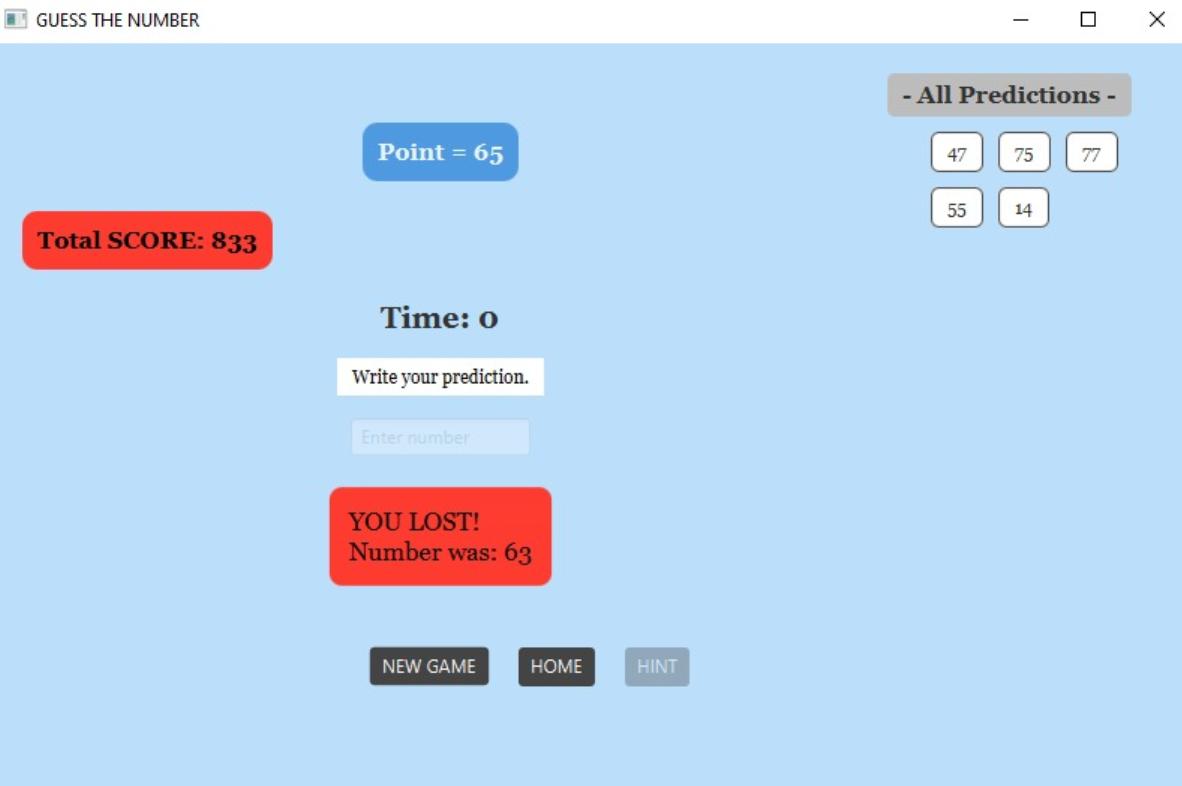 GUESS THE NUMBER
- All Predictions -
47 75 77
55 14
Point = 65
Total SCORE: 833
Time: 0
Write your prediction.
Enter number
YOU LOST!
Number was: 63
NEW GAME HOME HINT